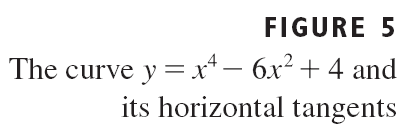 FIGURE 5
The curve y = x⁴ – 6x² + 4 and
its horizontal tangents